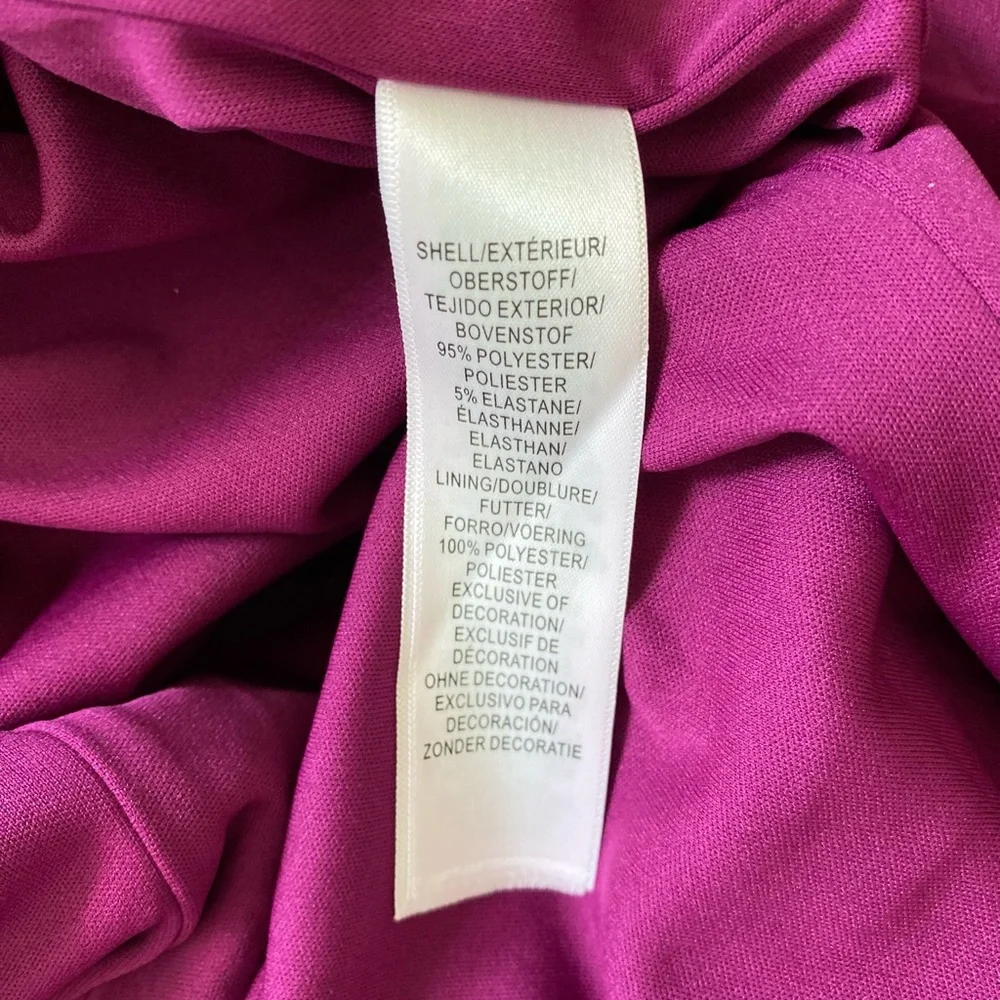 SHELL/EXTÉRIEUR/
OBERSTOFF/
TEJIDO EXTERIOR/
BOVENSTOF
95% POLYESTER/
POLIESTER
5% ELASTANE/
ÉLASTHANNE/
ELASTHAN/
ELASTANO
LINING/DOUBLURE/
FUTTER/
FORRO/VOERING
100% POLYESTER/
POLIESTER
EXCLUSIVE OF
DECORATION/
EXCLUSIF DE
DÉCORATION
OHNE DECORATION/
EXCLUSIVO PARA
DECORACIÓN/
ZONDER DECORATIE